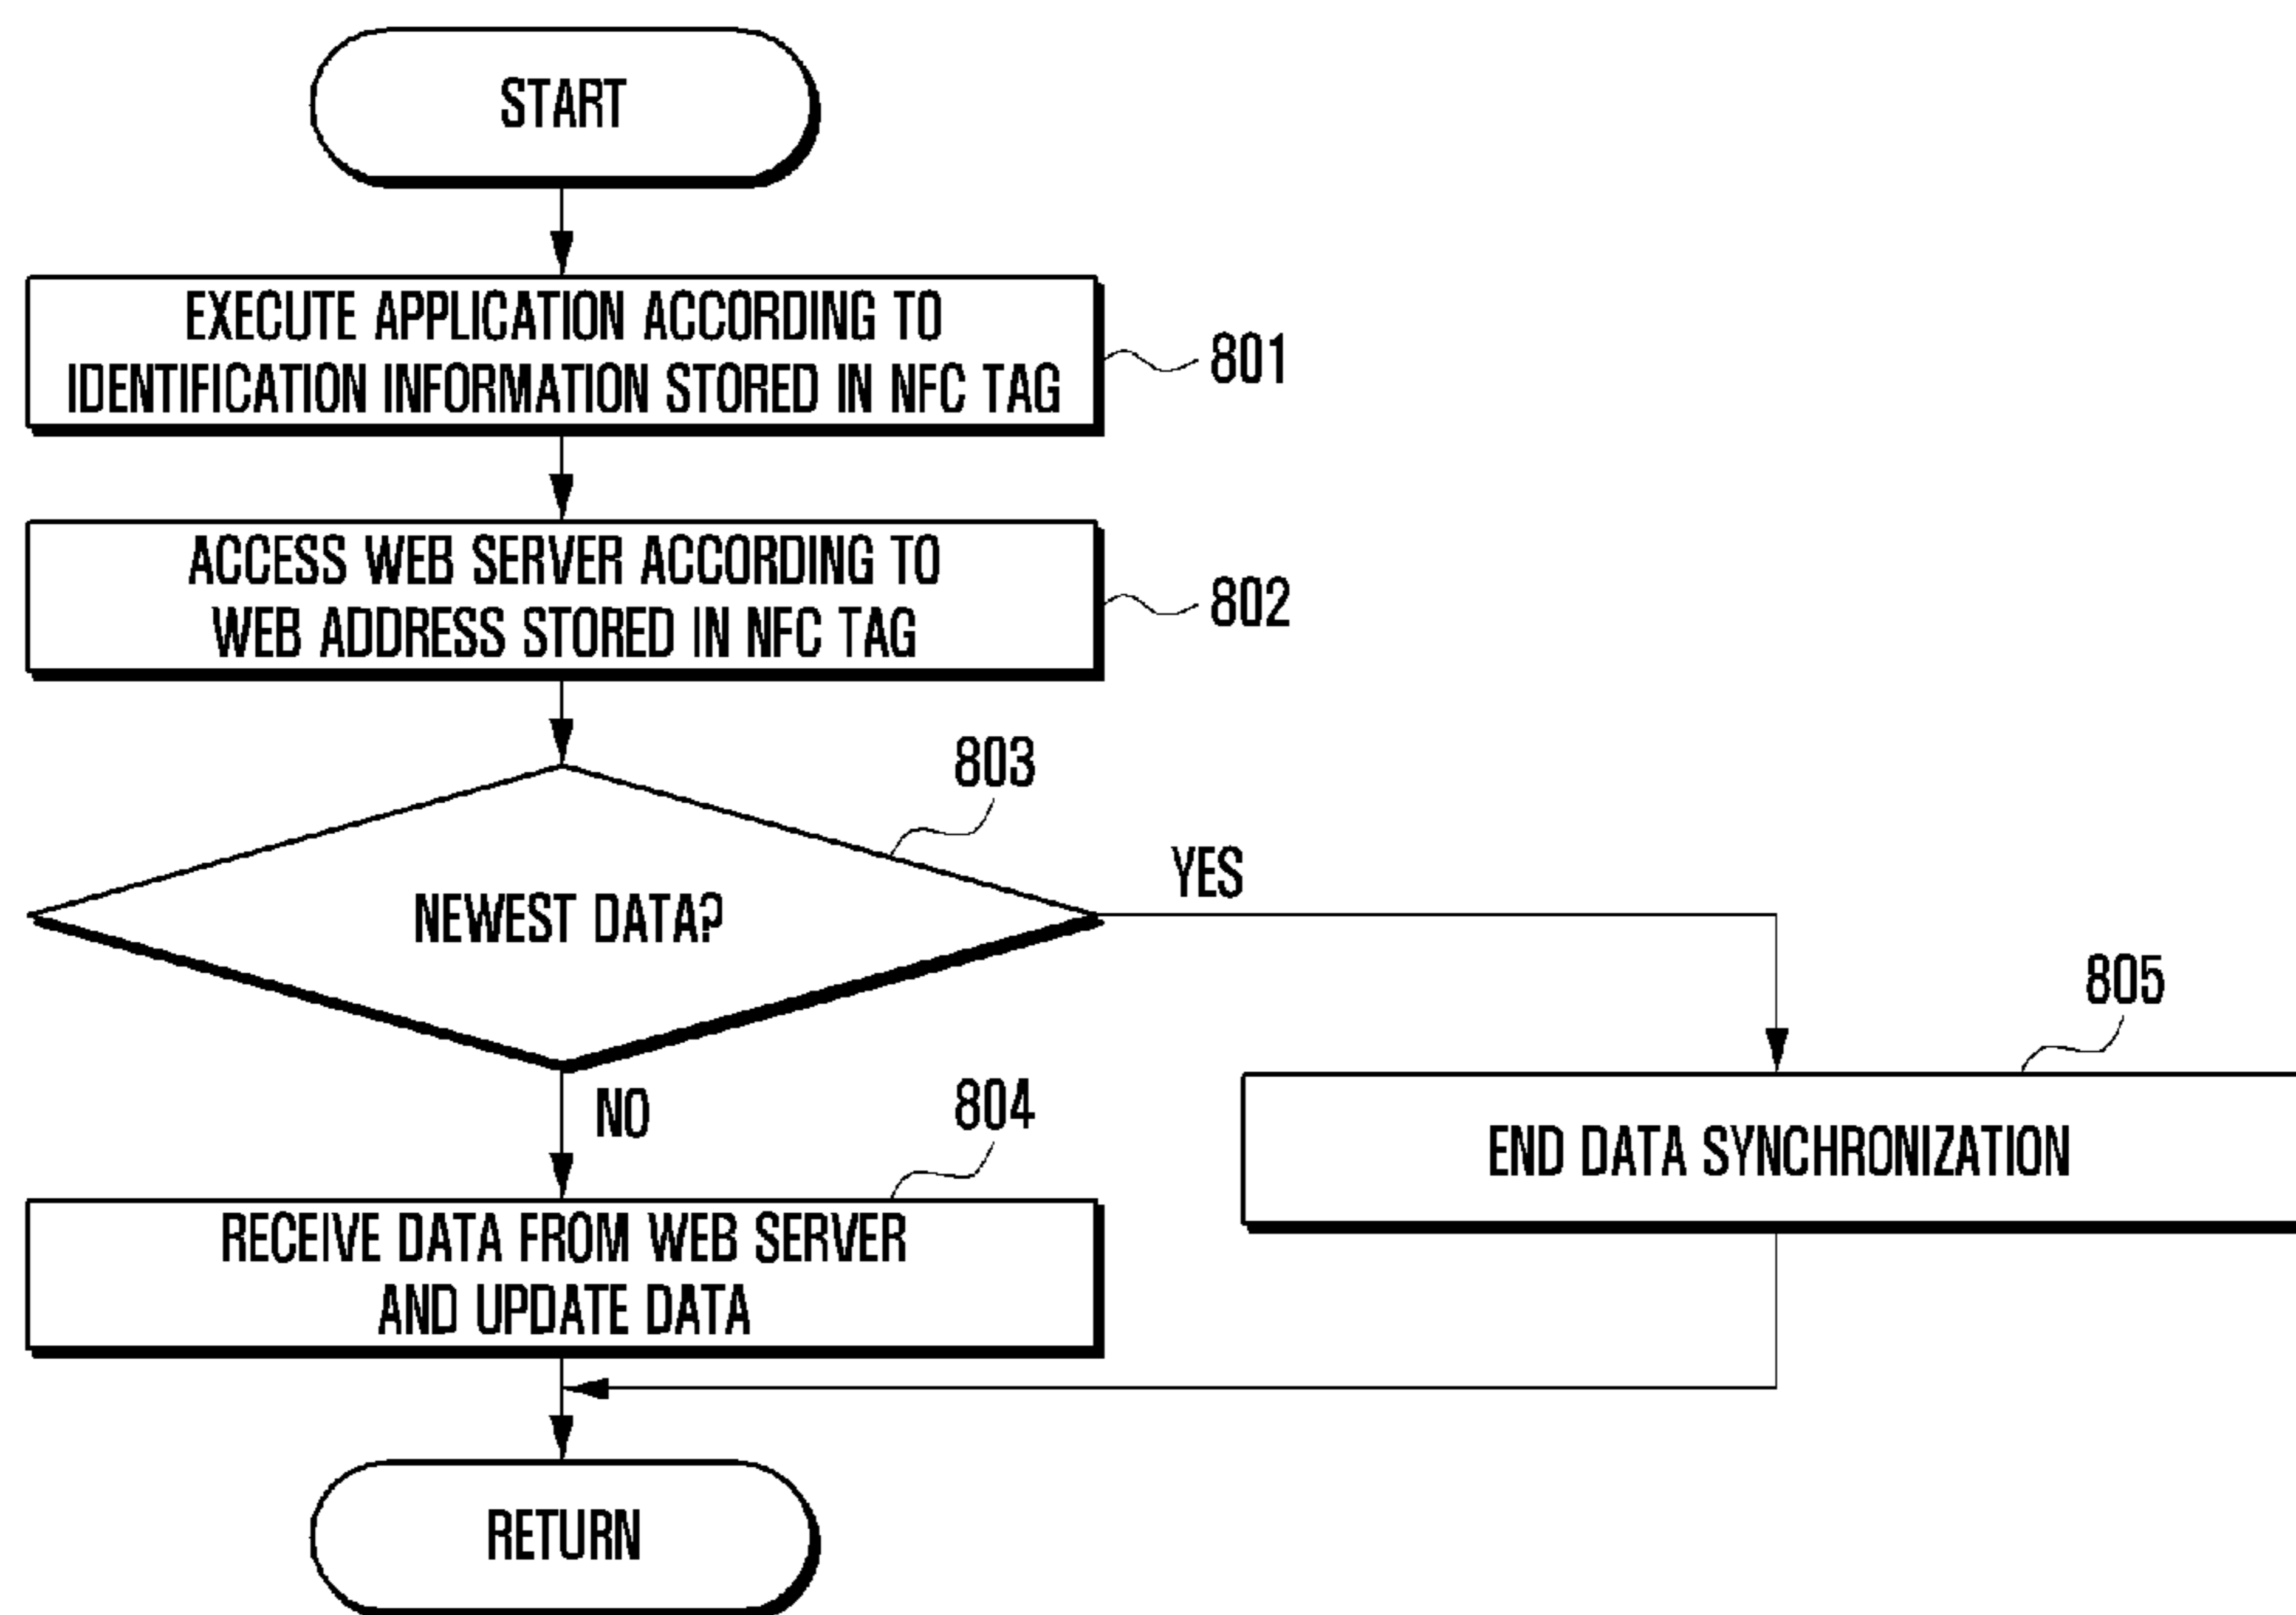 START
EXECUTE APPLICATION ACCORDING TO
IDENTIFICATION INFORMATION STORED IN NFC TAG
801
ACCESS WEB SERVER ACCORDING TO
WEB ADDRESS STORED IN NFC TAG
802
803
NEWEST DATA?
YES
NO
804
805
END DATA SYNCHRONIZATION
RECEIVE DATA FROM WEB SERVER
AND UPDATE DATA
RETURN